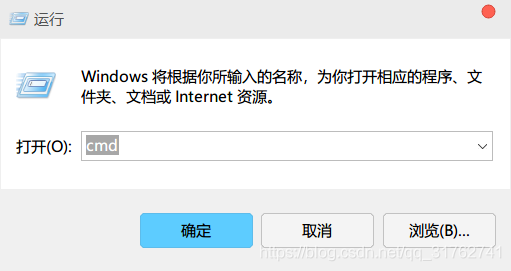 运行
Windows 将根据你所输入的名称，为你打开相应的程序、文
件夹、文档或 Internet 资源。
打开(O): cmd
确定 取消 浏览(B)...
https://blog.csdn.net/qq_31762741